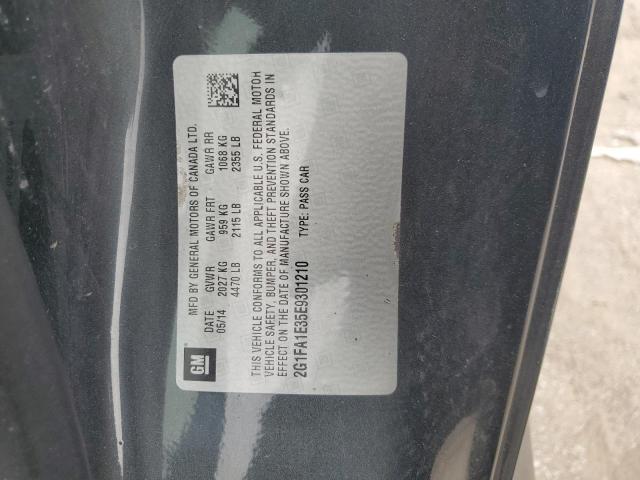 GM
MFD BY GENERAL MOTORS OF CANADA LTD.
DATE GVWR GAWR FRT GAWR RR
05/14 2027 KG 959 KG 1068 KG
4470 LB 2115 LB 2355 LB
THIS VEHICLE CONFORMS TO ALL APPLICABLE U.S. FEDERAL MOTOR
VEHICLE SAFETY, BUMPER, AND THEFT PREVENTION STANDARDS IN
EFFECT ON THE DATE OF MANUFACTURE SHOWN ABOVE.
2G1FA1E35E9301210 TYPE: PASS CAR